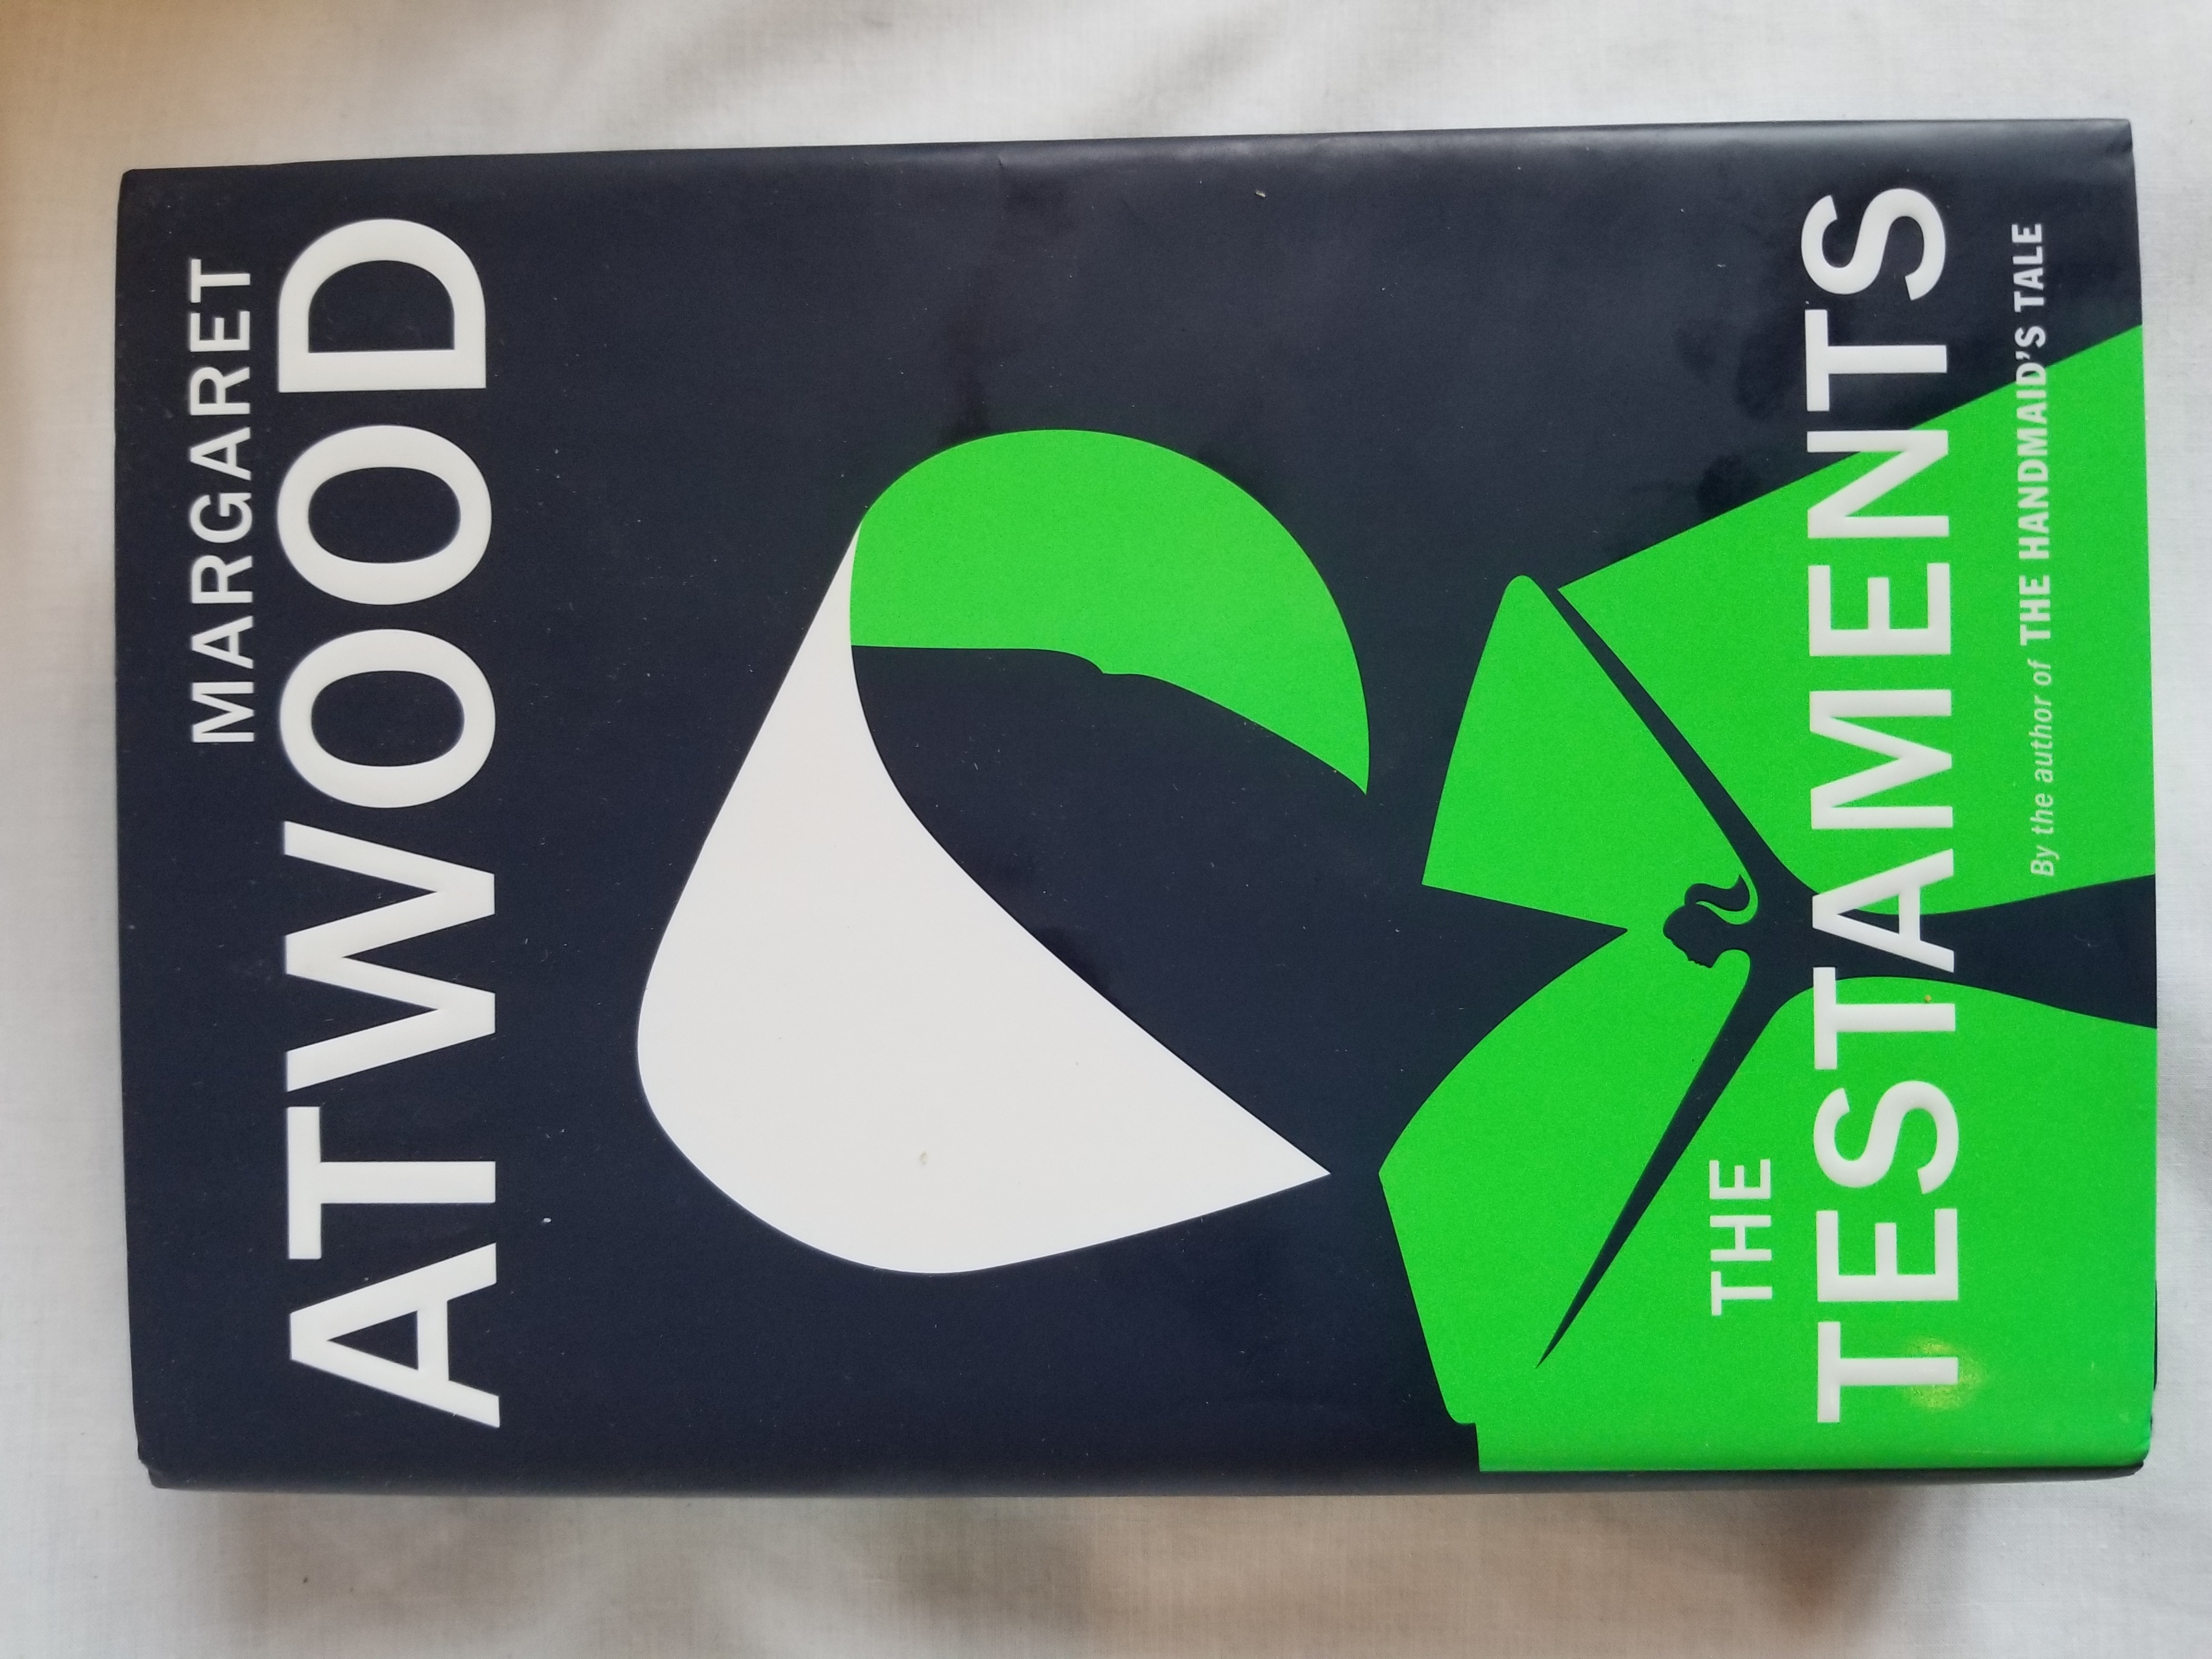 MARGARET
ATWOOD
THE
TESTAMENTS
By the author of THE HANDMAID'S TALE